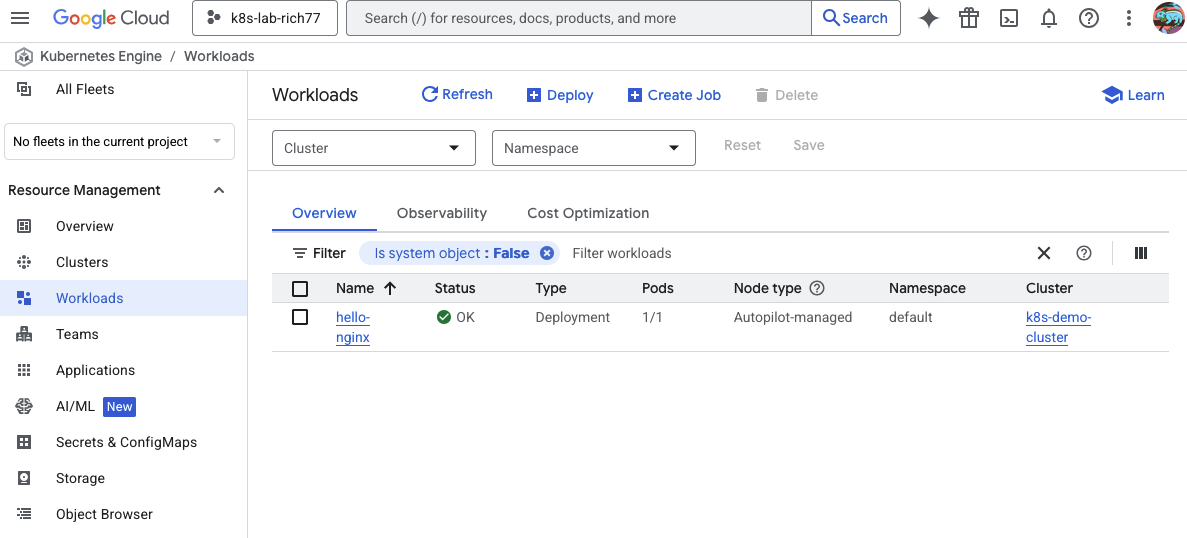 Google Cloud
k8s-lab-rich77
Search (/) for resources, docs, products, and more
Search
Kubernetes Engine / Workloads
All Fleets
No fleets in the current project
Resource Management
Overview
Clusters
Workloads
Teams
Applications
AI/ML New
Secrets & ConfigMaps
Storage
Object Browser
Workloads
Refresh
Deploy
Create Job
Delete
Learn
Cluster
Namespace
Reset
Save
Overview
Observability
Cost Optimization
Filter
Is system object : False
Filter workloads
Name Status Type Pods Node type Namespace Cluster
hello- OK Deployment 1/1 Autopilot-managed default k8s-demo-
nginx cluster